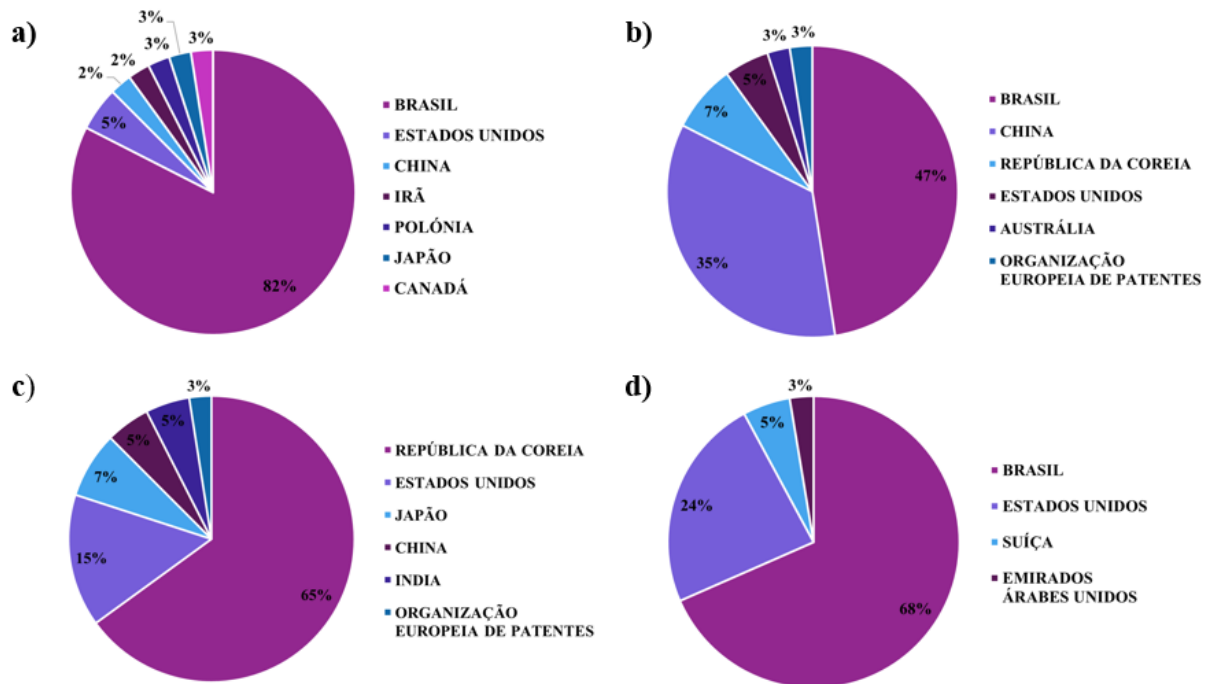 a)
3%
3%
3%
2%
2%
5%
82%
BRASIL
ESTADOS UNIDOS
CHINA
IRÃ
POLÓNIA
JAPÃO
CANADÁ
b)
3%
3%
5%
7%
47%
35%
BRASIL
CHINA
REPÚBLICA DA COREIA
ESTADOS UNIDOS
AUSTRÁLIA
ORGANIZAÇÃO
EUROPEIA DE PATENTES
c)
3%
5%
5%
7%
15%
65%
REPÚBLICA DA COREIA
ESTADOS UNIDOS
JAPÃO
CHINA
INDIA
ORGANIZAÇÃO
EUROPEIA DE PATENTES
d)
3%
5%
24%
68%
BRASIL
ESTADOS UNIDOS
SUÍÇA
EMIRADOS
ÁRABES UNIDOS